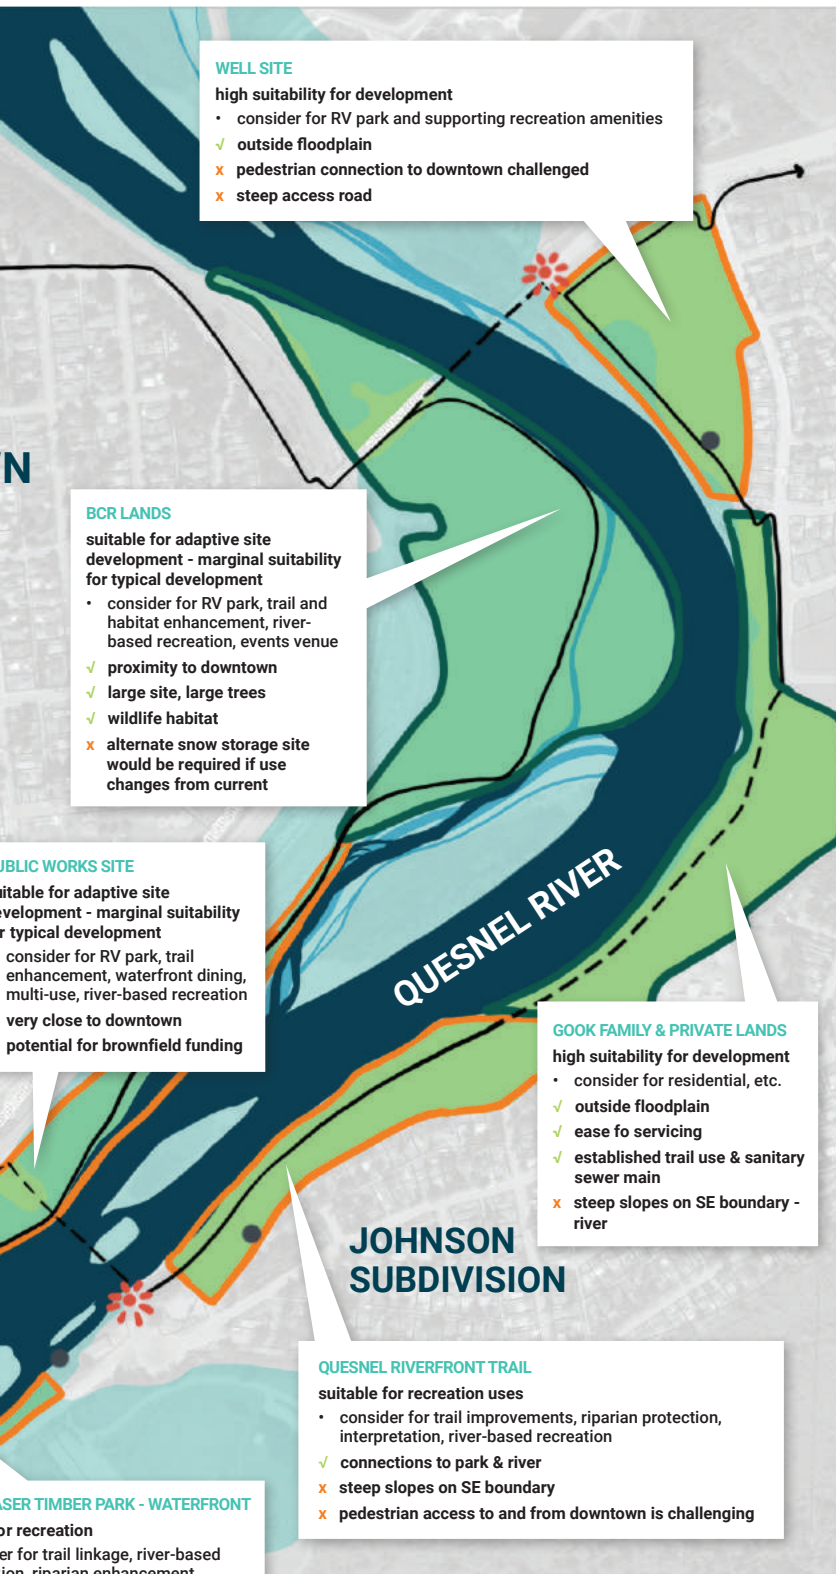 WELL SITE
high suitability for development
• consider for RV park and supporting recreation amenities
√ outside floodplain
x pedestrian connection to downtown challenged
x steep access road
BCR LANDS
suitable for adaptive site
development - marginal suitability
for typical development
• consider for RV park, trail and
habitat enhancement, river-
based recreation, events venue
√ proximity to downtown
√ large site, large trees
√ wildlife habitat
x alternate snow storage site
would be required if use
changes from current
UBLIC WORKS SITE
uitable for adaptive site
evelopment - marginal suitability
r typical development
consider for RV park, trail
enhancement, waterfront dining,
multi-use, river-based recreation
very close to downtown
potential for brownfield funding
QUESNEL RIVER
GOOK FAMILY & PRIVATE LANDS
high suitability for development
• consider for residential, etc.
√ outside floodplain
√ ease fo servicing
√ established trail use & sanitary
sewer main
x steep slopes on SE boundary -
river
JOHNSON
SUBDIVISION
QUESNEL RIVERFRONT TRAIL
suitable for recreation uses
• consider for trail improvements, riparian protection,
interpretation, river-based recreation
√ connections to park & river
x steep slopes on SE boundary
x pedestrian access to and from downtown is challenging
ASER TIMBER PARK - WATERFRONT
or recreation
er for trail linkage, river-based
ion, riparian enhancement